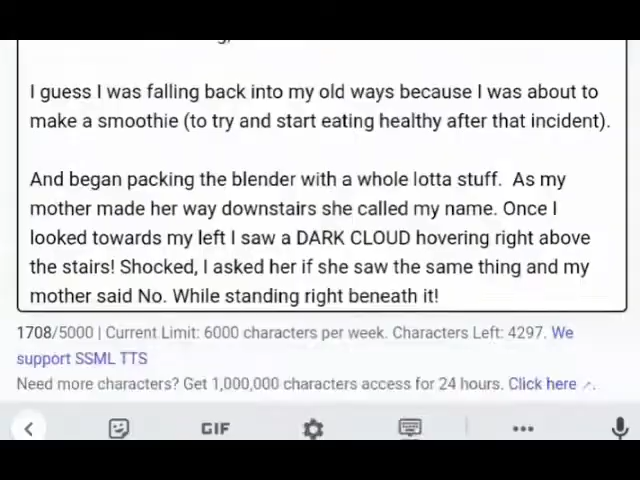 I guess I was falling back into my old ways because I was about to
make a smoothie (to try and start eating healthy after that incident).
And began packing the blender with a whole lotta stuff.  As my
mother made her way downstairs she called my name. Once I
looked towards my left I saw a DARK CLOUD hovering right above
the stairs! Shocked, I asked her if she saw the same thing and my
mother said No. While standing right beneath it!
1708/5000 | Current Limit: 6000 characters per week. Characters Left: 4297. We
support SSML TTS
Need more characters? Get 1,000,000 characters access for 24 hours. Click here
GIF